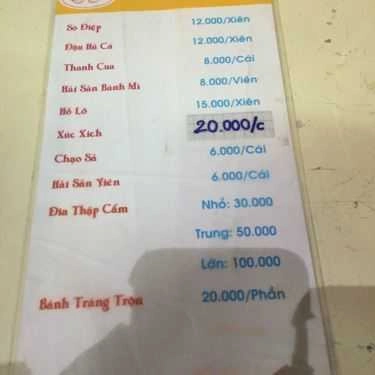 Sò Điệp 12.000/Xiên
Đậu Hủ Cá 12.000/Xiên
Thanh Cua 8.000/Cái
Hải Sản Bánh Mì 8.000/Viên
Hồ Lô 15.000/Xiên
Xúc Xích 20.000/c
Chạo Sả 6.000/Cái
Hải Sản Viên 6.000/Cái
Đĩa Thập Cẩm Nhỏ: 30.000
Trung: 50.000
Lớn: 100.000
Bánh Tráng Trộn 20.000/Phần